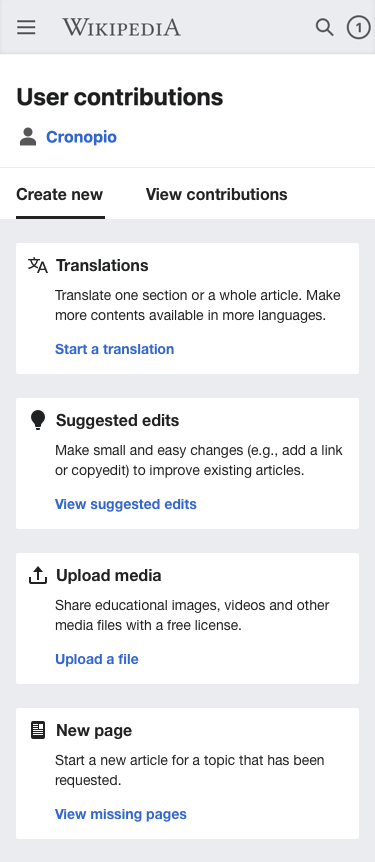 WIKIPEDIA
1
User contributions
Cronopio
Create new View contributions
Translations
Translate one section or a whole article. Make
more contents available in more languages.
Start a translation
Suggested edits
Make small and easy changes (e.g., add a link
or copyedit) to improve existing articles.
View suggested edits
Upload media
Share educational images, videos and other
media files with a free license.
Upload a file
New page
Start a new article for a topic that has been
requested.
View missing pages